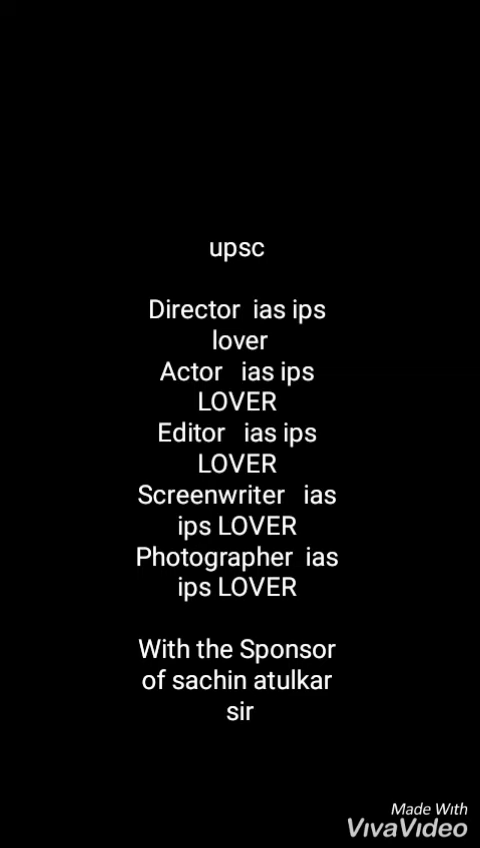 upsc
Director ias ips
lover
Actor ias ips
LOVER
Editor ias ips
LOVER
Screenwriter ias
ips LOVER
Photographer ias
ips LOVER
With the Sponsor
of sachin atulkar
sir
Made With
VivaVideo